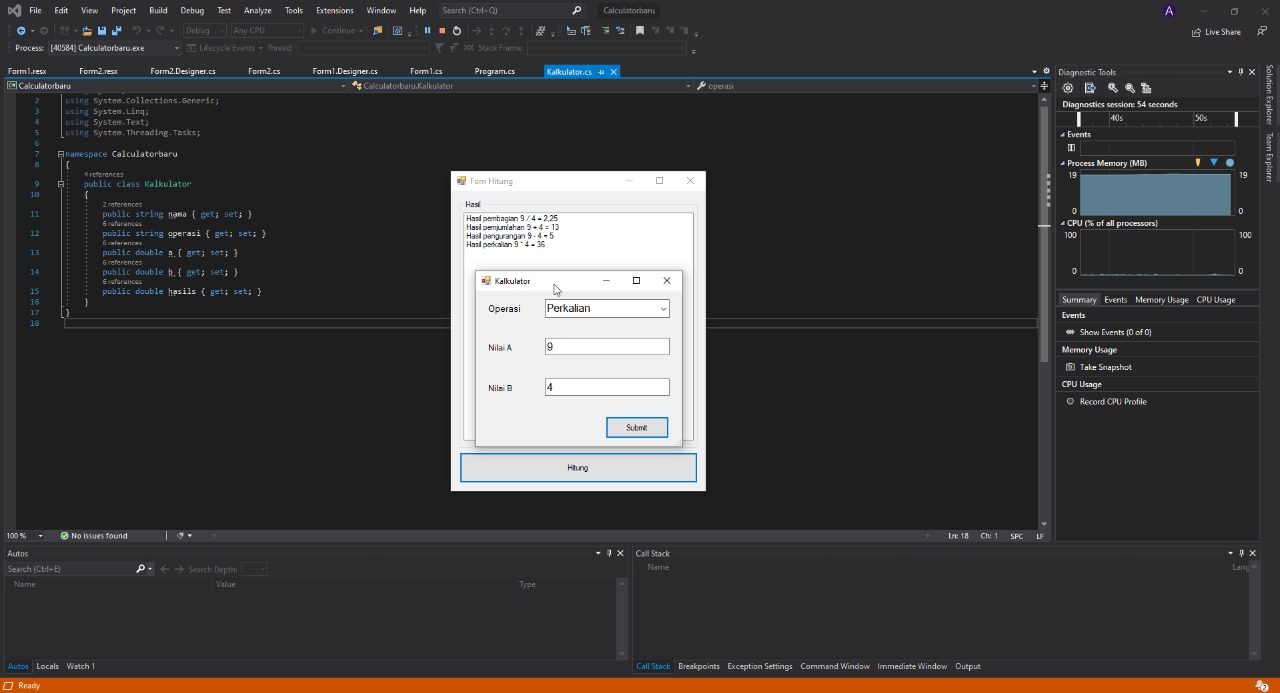 File Edit View Project Build Debug Test Analyze Tools Extensions Window Help Search (Ctrl+Q) Calculatorbaru A
Debug Any CPU Continue
Live Share
Process: [40584] Calculatorbaru.exe Lifecycle Events Thread: Stack Frame:
Form1.resx Form2.resx Form2.Designer.cs Form2.cs Form1.Designer.cs Form1.cs Program.cs Kalkulator.cs
Calculatorbaru Calculatorbaru.Kalkulator operasi
2 using System.Collections.Generic;
3 using System.Linq;
4 using System.Text;
5 using System.Threading.Tasks;
6
7 namespace Calculatorbaru
8 {
4 references
9 public class Kalkulator
10 {
2 references
11 public string nama { get; set; }
6 references
12 public string operasi { get; set; }
6 references
13 public double a { get; set; }
6 references
14 public double b { get; set; }
6 references
15 public double hasils { get; set; }
16 }
17 }
18
Fom Hitung
Hasil
Hasil pembagian 9 / 4 = 2,25
Hasil penjumlahan 9 + 4 = 13
Hasil pengurangan 9 - 4 = 5
Hasil perkalian 9 * 4 = 36
Kalkulator
Operasi Perkalian
Nilai A 9
Nilai B 4
Submit
Hitung
Diagnostic Tools
Diagnostics session: 54 seconds
40s 50s
Events
Process Memory (MB)
19 19
0 0
CPU (% of all processors)
100 100
0 0
Summary Events Memory Usage CPU Usage
Events
Show Events (0 of 0)
Memory Usage
Take Snapshot
CPU Usage
Record CPU Profile
Solution Explorer
Team Explorer
100 % No issues found Ln: 18 Ch: 1 SPC LF
Autos
Search (Ctrl+E) Search Depth:
Name Value Type
Autos Locals Watch 1
Call Stack
Name Lang
Call Stack Breakpoints Exception Settings Command Window Immediate Window Output
Ready 2